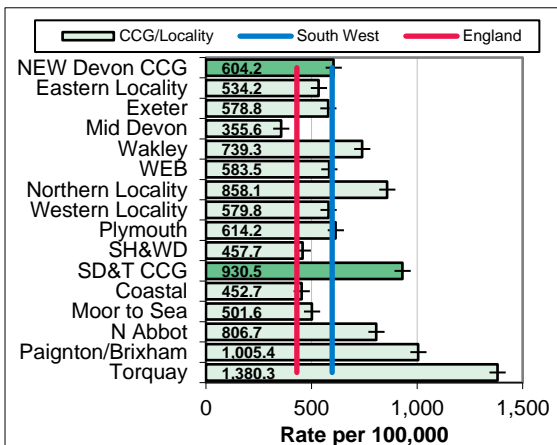 CCG/Locality South West England
NEW Devon CCG 604.2
Eastern Locality 534.2
Exeter 578.8
Mid Devon 355.6
Wakley 739.3
WEB 583.5
Northern Locality 858.1
Western Locality 579.8
Plymouth 614.2
SH&WD 457.7
SD&T CCG 930.5
Coastal 452.7
Moor to Sea 501.6
N Abbot 806.7
Paignton/Brixham 1,005.4
Torquay 1,380.3
0 500 1,000 1,500
Rate per 100,000